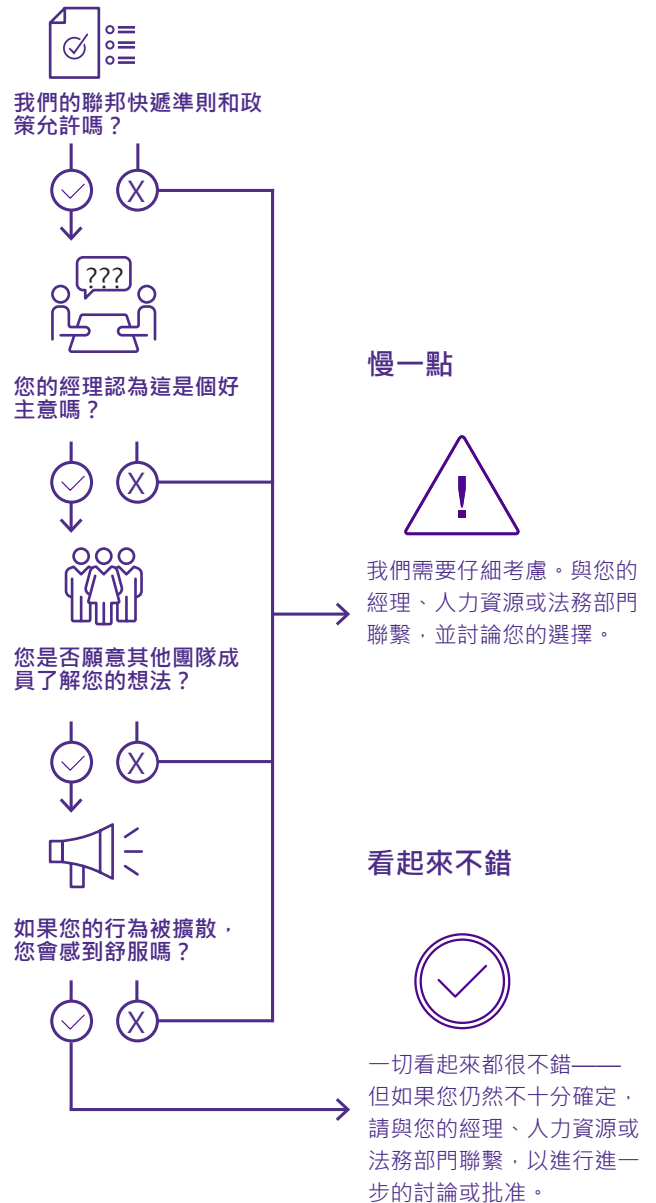 我們的聯邦快遞準則和政
策允許嗎？
X
???
您的經理認為這是個好
主意嗎？
X
您是否願意其他團隊成
員了解您的想法？
X
如果您的行為被擴散，
您會感到舒服嗎？
X
慢一點
!
我們需要仔細考慮。與您的
經理、人力資源或法務部門
聯繫，並討論您的選擇。
看起來不錯
一切看起來都很不錯——
但如果您仍然不十分確定，
請與您的經理、人力資源或
法務部門聯繫，以進行進一
步的討論或批准。